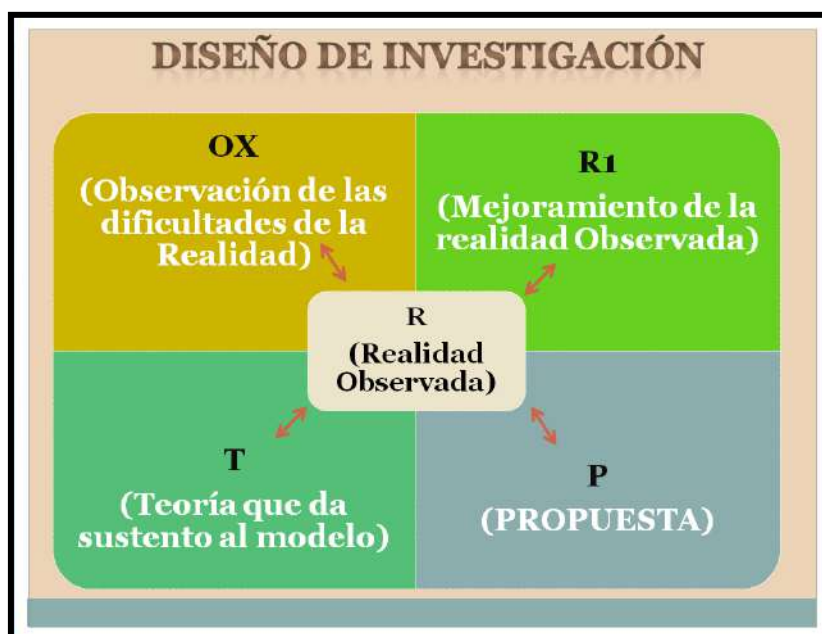 DISEÑO DE INVESTIGACIÓN
OX
(Observación de las
dificultades de la
Realidad)
R1
(Mejoramiento de la
realidad Observada)
R
(Realidad
Observada)
T
(Teoría que da
sustento al modelo)
P
(PROPUESTA)